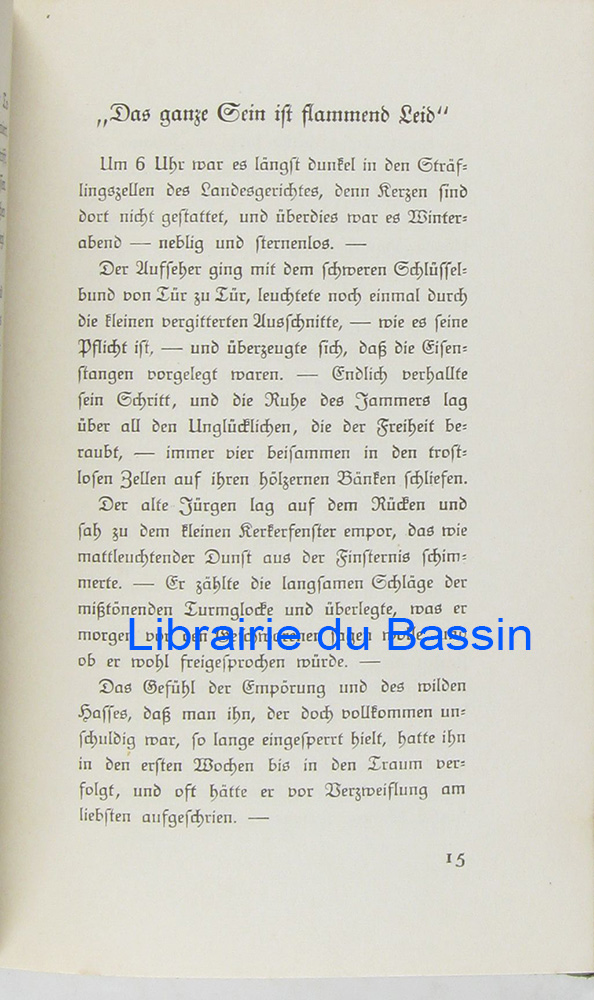 „Das ganze Sein ist flammend Leid“
Um 6 Uhr war es längst dunkel in den Sträf-
lingszellen des Landesgerichtes, denn Kerzen sind
dort nicht gestattet, und überdies war es Winter-
abend — neblig und sternenlos. —
Der Aufseher ging mit dem schweren Schlüssel-
bund von Tür zu Tür, leuchtete noch einmal durch
die kleinen vergitterten Ausschnitte, — wie es seine
Pflicht ist, — und überzeugte sich, daß die Eisen-
stangen vorgelegt waren. — Endlich verhallte
sein Schritt, und die Ruhe des Jammers lag
über all den Unglücklichen, die der Freiheit be-
raubt, — immer vier beisammen in den trost-
losen Zellen auf ihren hölzernen Bänken schliefen.
Der alte Jürgen lag auf dem Rücken und
sah zu dem kleinen Kerkerfenster empor, das wie
mattleuchtender Dunst aus der Finsternis schim-
merte. — Er zählte die langsamen Schläge der
mißtönenden Turmglocke und überlegte, was er
morgen vor den Geschworenen sagen wolle und
Librairie du Bassin
ob er wohl freigesprochen würde. —
Das Gefühl der Empörung und des wilden
Hasses, daß man ihn, der doch vollkommen un-
schuldig war, so lange eingesperrt hielt, hatte ihn
in den ersten Wochen bis in den Traum ver-
folgt, und oft hätte er vor Verzweiflung am
liebsten aufgeschrien. —
15